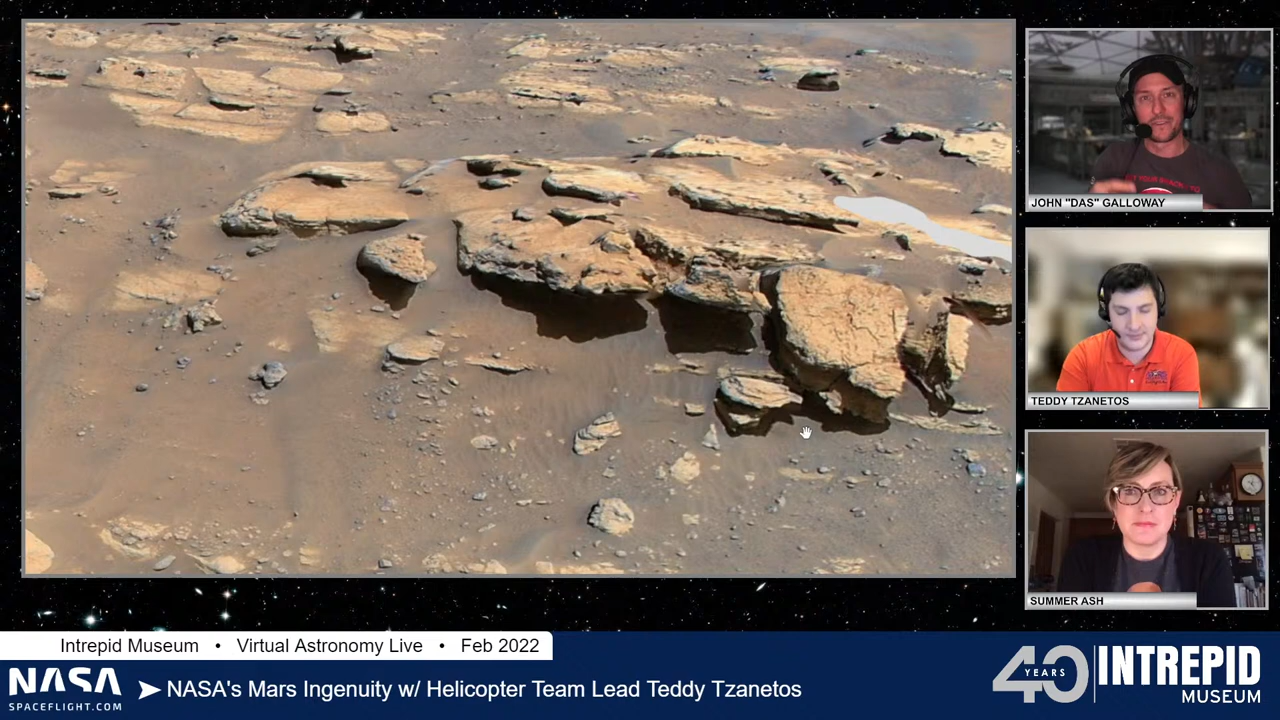 JOHN "DAS" GALLOWAY
TEDDY TZANETOS
SUMMER ASH
Intrepid Museum • Virtual Astronomy Live • Feb 2022
NASA
SPACEFLIGHT.COM
NASA's Mars Ingenuity w/ Helicopter Team Lead Teddy Tzanetos
40
YEARS
INTREPID
MUSEUM